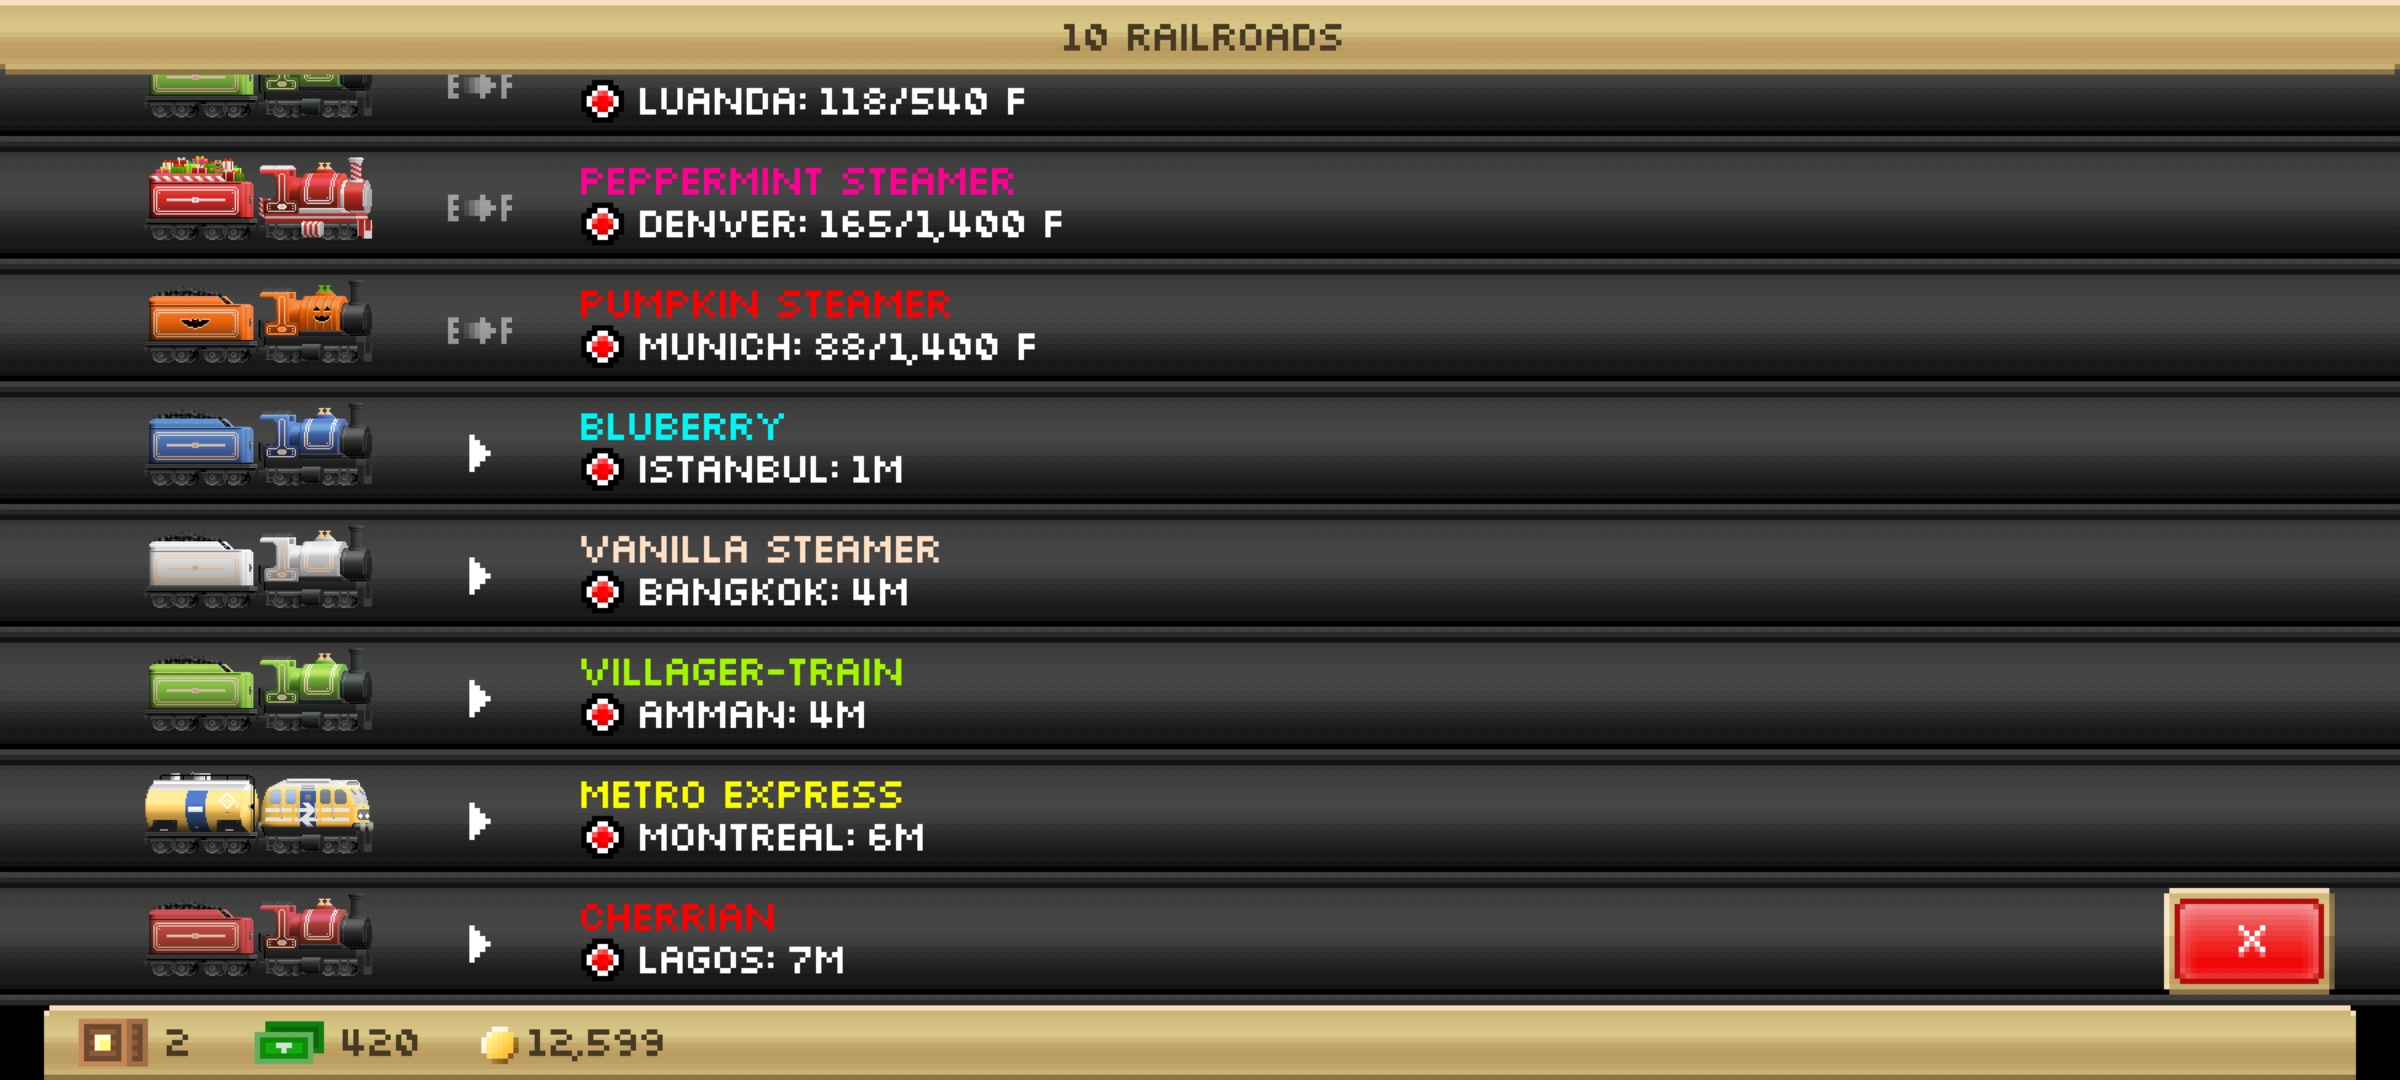 10 RAILROADS
E F
LUANDA: 118/540 F
PEPPERMINT STEAMER
E F
DENVER: 165/1,400 F
PUMPKIN STEAMER
E F
MUNICH: 88/1,400 F
BLUBERRY
ISTANBUL: 1M
VANILLA STEAMER
BANGKOK: 4M
VILLAGER-TRAIN
AMMAN: 4M
METRO EXPRESS
MONTREAL: 6M
CHERRIAN
LAGOS: 7M
X
2 420 12,599